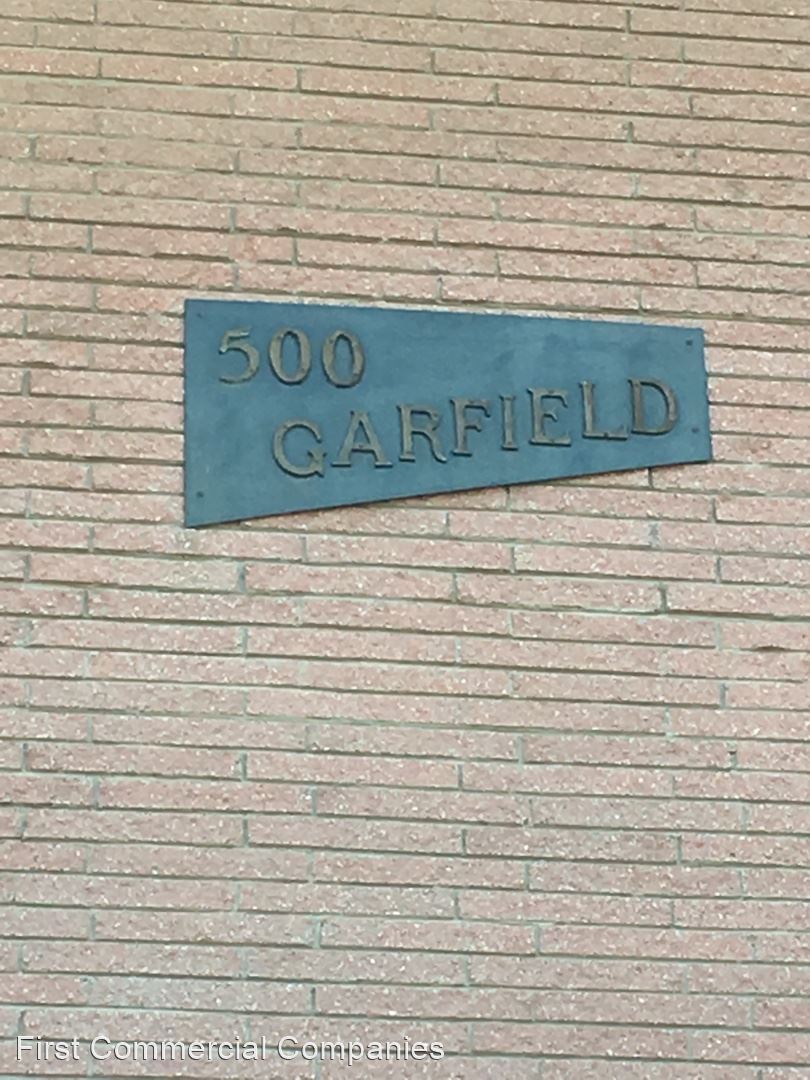 500
GARFIELD
First Commercial Companies